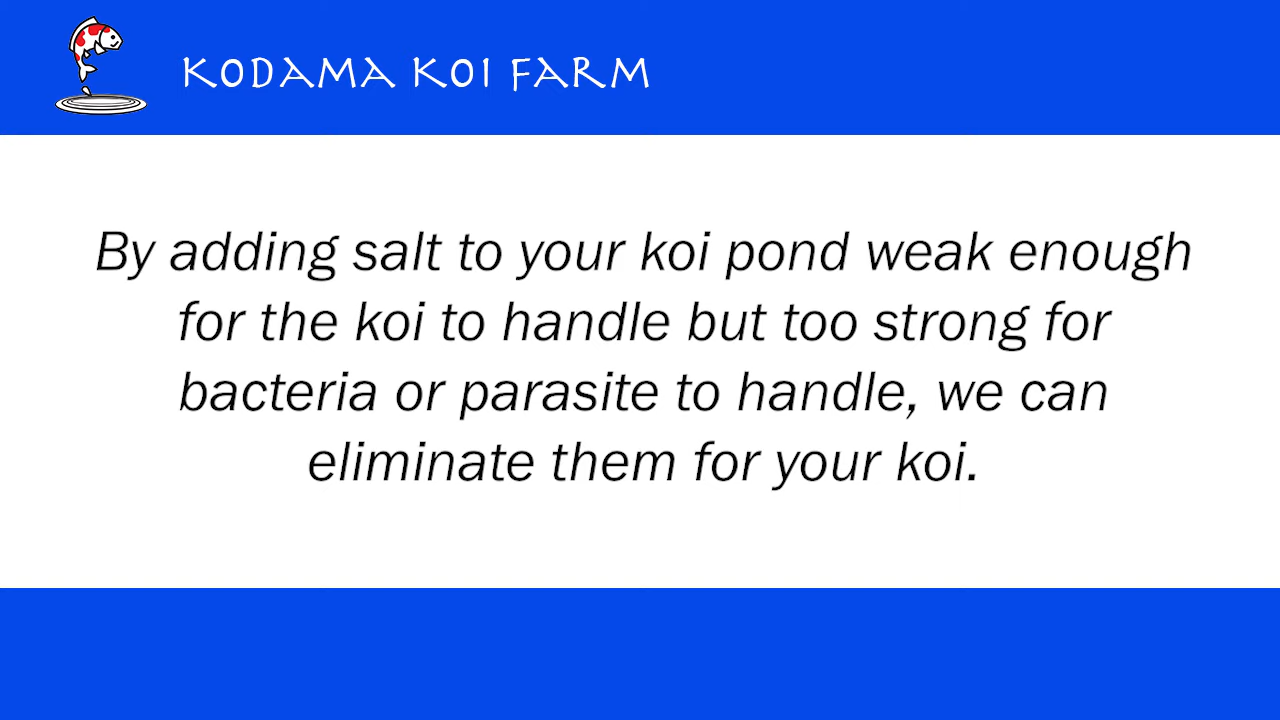 KODAMA KOI FARM
By adding salt to your koi pond weak enough
for the koi to handle but too strong for
bacteria or parasite to handle, we can
eliminate them for your koi.